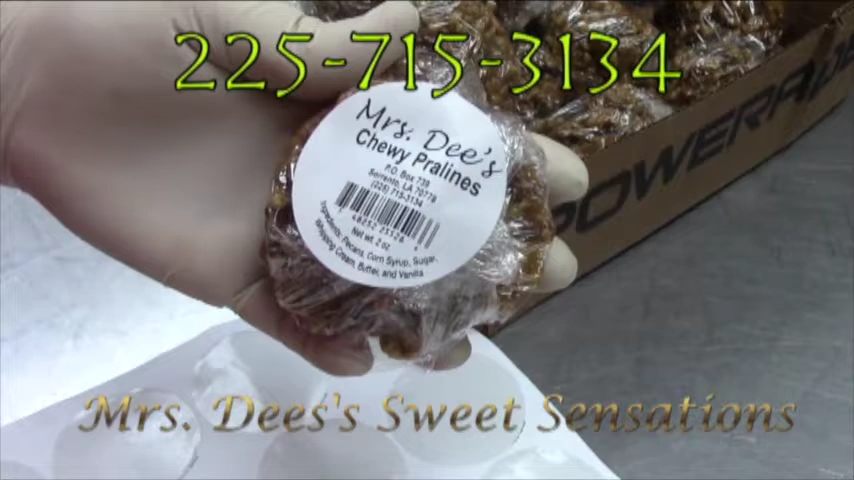 225-715-3134
Mrs. Dee's
Chewy Pralines
P.O. Box 739
Sorrento, LA 70778
(225) 715-3134
Net wt. 2 oz
Ingredients: Pecans, Corn Syrup, Sugar,
Whipping Cream, Butter, and Vanilla
POWERADE
Mrs. Dees's Sweet Sensations